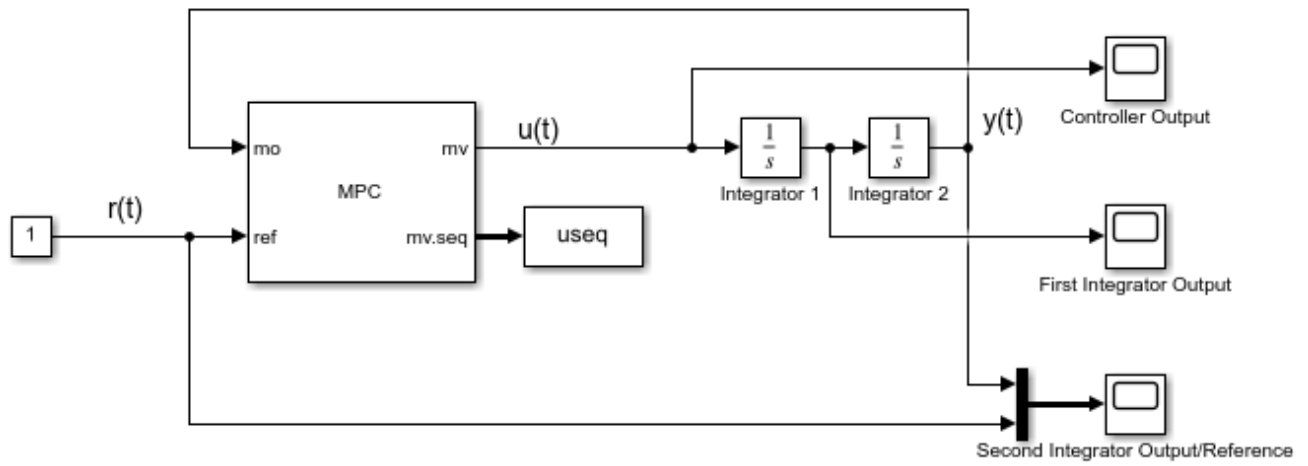 Controller Output
y(t)
u(t)
mo
mv
1
s
1
s
Integrator 1
Integrator 2
MPC
r(t)
1
ref
mv.seq
useq
First Integrator Output
Second Integrator Output/Reference